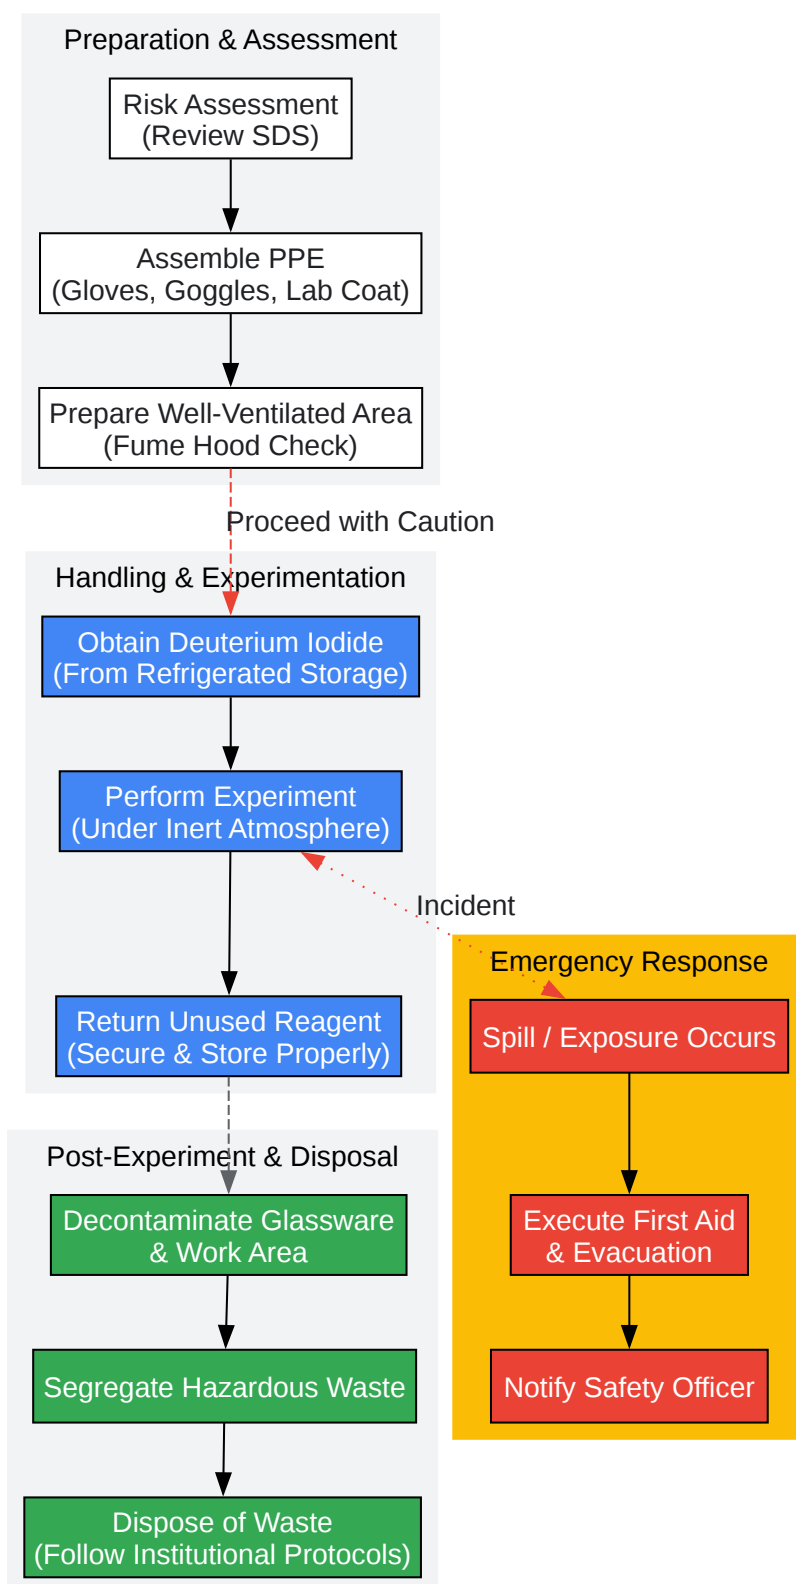 Preparation & Assessment
Risk Assessment
(Review SDS)
Assemble PPE
(Gloves, Goggles, Lab Coat)
Prepare Well-Ventilated Area
(Fume Hood Check)
Proceed with Caution
Handling & Experimentation
Obtain Deuterium Iodide
(From Refrigerated Storage)
Perform Experiment
(Under Inert Atmosphere)
Incident
Return Unused Reagent
(Secure & Store Properly)
Emergency Response
Spill / Exposure Occurs
Execute First Aid
& Evacuation
Notify Safety Officer
Post-Experiment & Disposal
Decontaminate Glassware
& Work Area
Segregate Hazardous Waste
Dispose of Waste
(Follow Institutional Protocols)